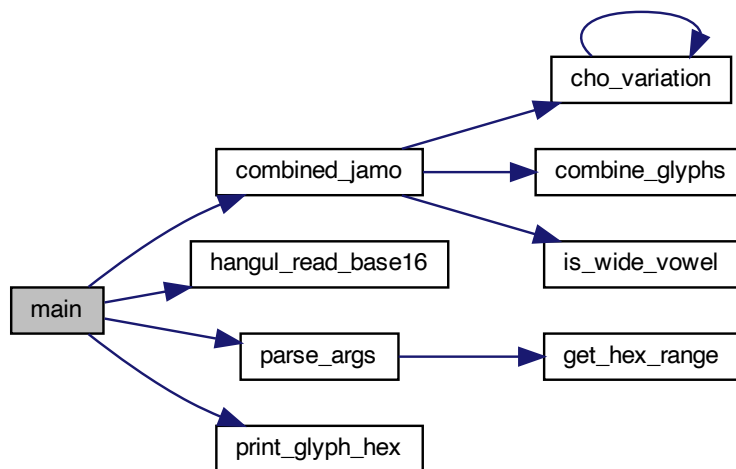 cho_variation
combined_jamo
combine_glyphs
hangul_read_base16
is_wide_vowel
main
parse_args
get_hex_range
print_glyph_hex